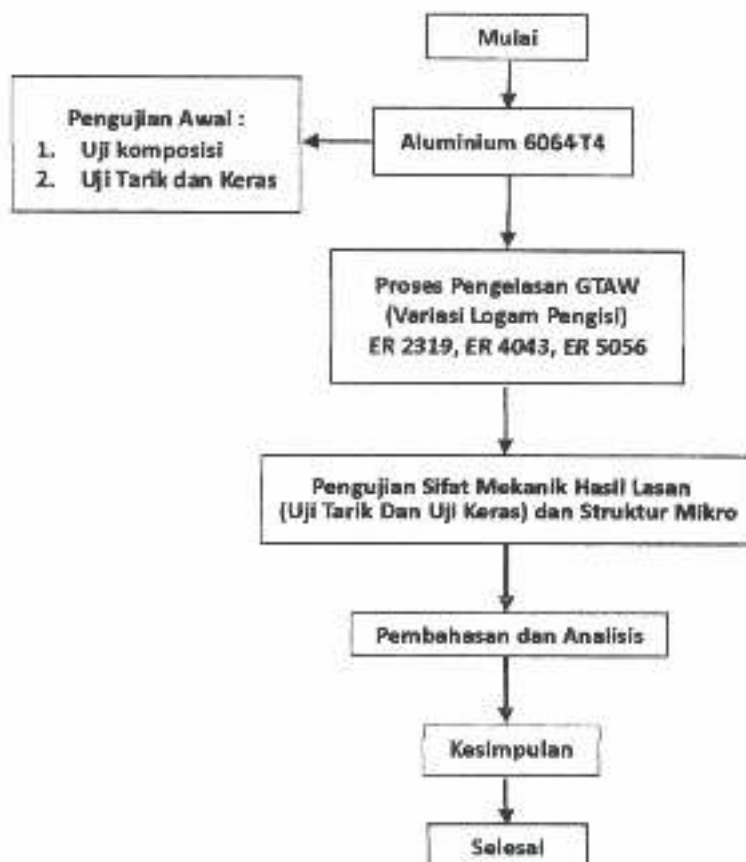 Mulai
Pengujian Awal :
1. Uji komposisi
2. Uji Tarik dan Keras
Aluminium 6064T4
Proses Pengelasan GTAW
(Variasi Logam Pengisi)
ER 2319, ER 4043, ER 5056
Pengujian Sifat Mekanik Hasil Lasan
(Uji Tarik Dan Uji Keras) dan Struktur Mikro
Pembahasan dan Analisis
Kesimpulan
Selesai